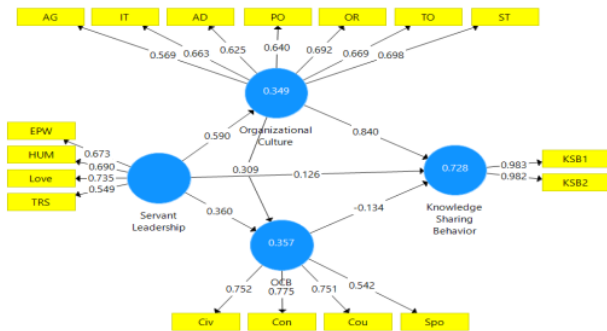 AG IT AD PO OR TO ST
0.569 0.663 0.625 0.640 0.692 0.669 0.698
0.349
Organizational
Culture
EPW
HUM
Love
TRS
0.673
0.690
0.735
0.549
Servant
Leadership
0.590
0.840
0.309
0.126
0.360
-0.134
0.728
Knowledge
Sharing
Behavior
0.983
0.982
KSB1
KSB2
0.357
OCB
0.752 0.775 0.751 0.542
Civ Con Cou Spo